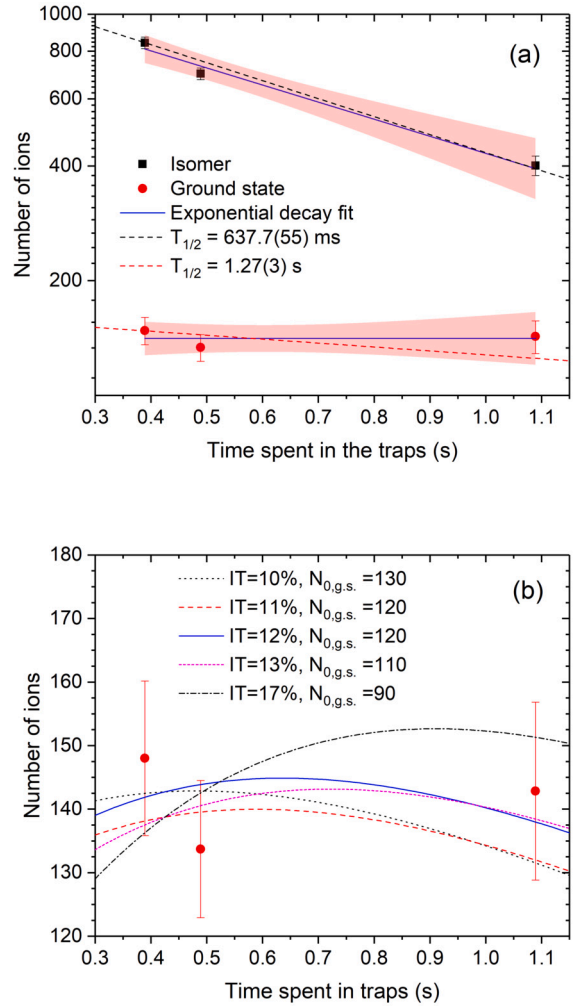 1000
800
600
400
200
Number of ions
(a)
Isomer
Ground state
Exponential decay fit
T1/2 = 637.7(55) ms
T1/2 = 1.27(3) s
0.3 0.4 0.5 0.6 0.7 0.8 0.9 1.0 1.1
Time spent in the traps (s)
180
170
160
150
140
130
120
Number of ions
(b)
IT=10%, N0,g.s. =130
IT=11%, N0,g.s. =120
IT=12%, N0,g.s. =120
IT=13%, N0,g.s. =110
IT=17%, N0,g.s. =90
0.3 0.4 0.5 0.6 0.7 0.8 0.9 1.0 1.1
Time spent in traps (s)